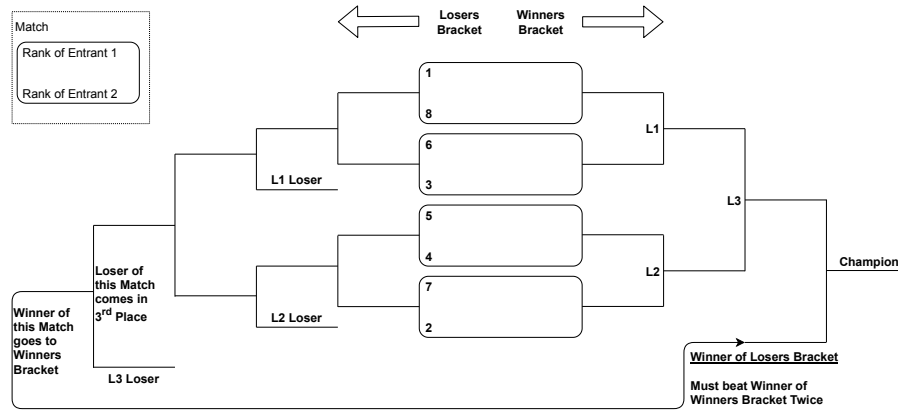 Losers
Bracket
Winners
Bracket
Match
Rank of Entrant 1
Rank of Entrant 2
1
8
6
3
5
4
7
2
L1
L2
L3
Champion
L1 Loser
L2 Loser
Loser of
this Match
comes in
3rd Place
L3 Loser
Winner of
this Match
goes to
Winners
Bracket
Winner of Losers Bracket
Must beat Winner of
Winners Bracket Twice